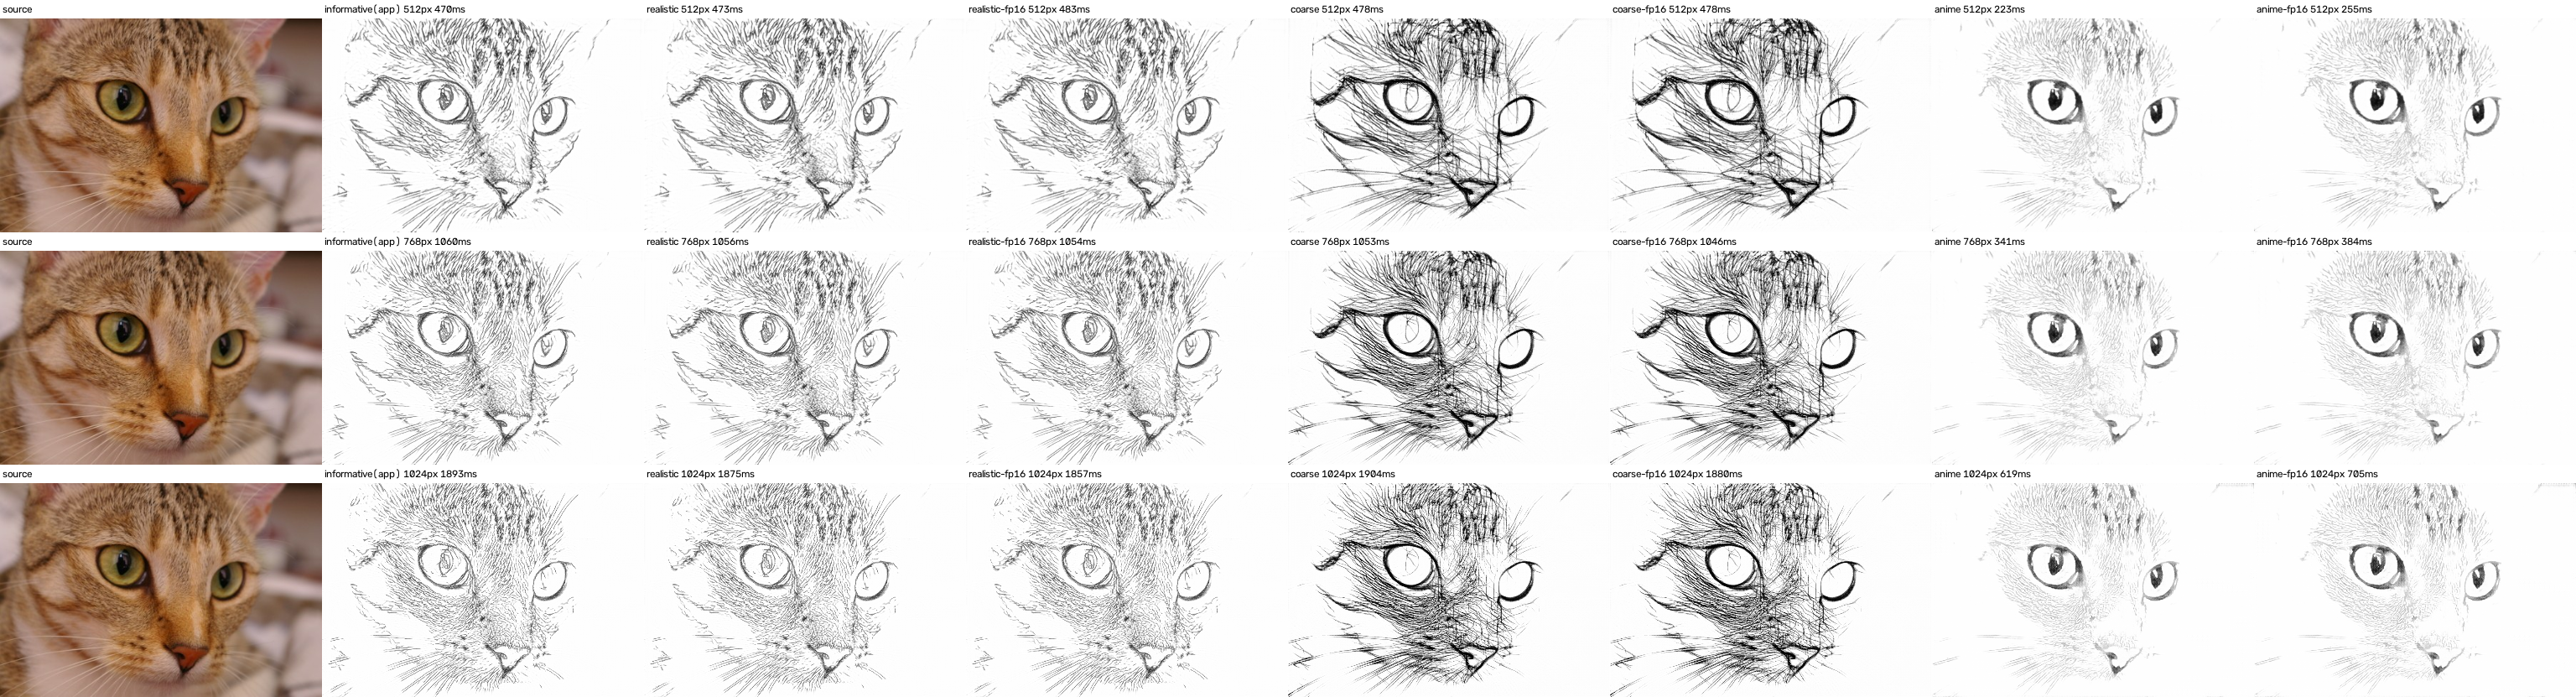 source informative(app) 512px 470ms realistic 512px 473ms realistic-fp16 512px 483ms coarse 512px 478ms coarse-fp16 512px 478ms anime 512px 223ms anime-fp16 512px 255ms
source informative(app) 768px 1060ms realistic 768px 1056ms realistic-fp16 768px 1054ms coarse 768px 1053ms coarse-fp16 768px 1046ms anime 768px 341ms anime-fp16 768px 384ms
source informative(app) 1024px 1893ms realistic 1024px 1875ms realistic-fp16 1024px 1857ms coarse 1024px 1904ms coarse-fp16 1024px 1880ms anime 1024px 619ms anime-fp16 1024px 705ms